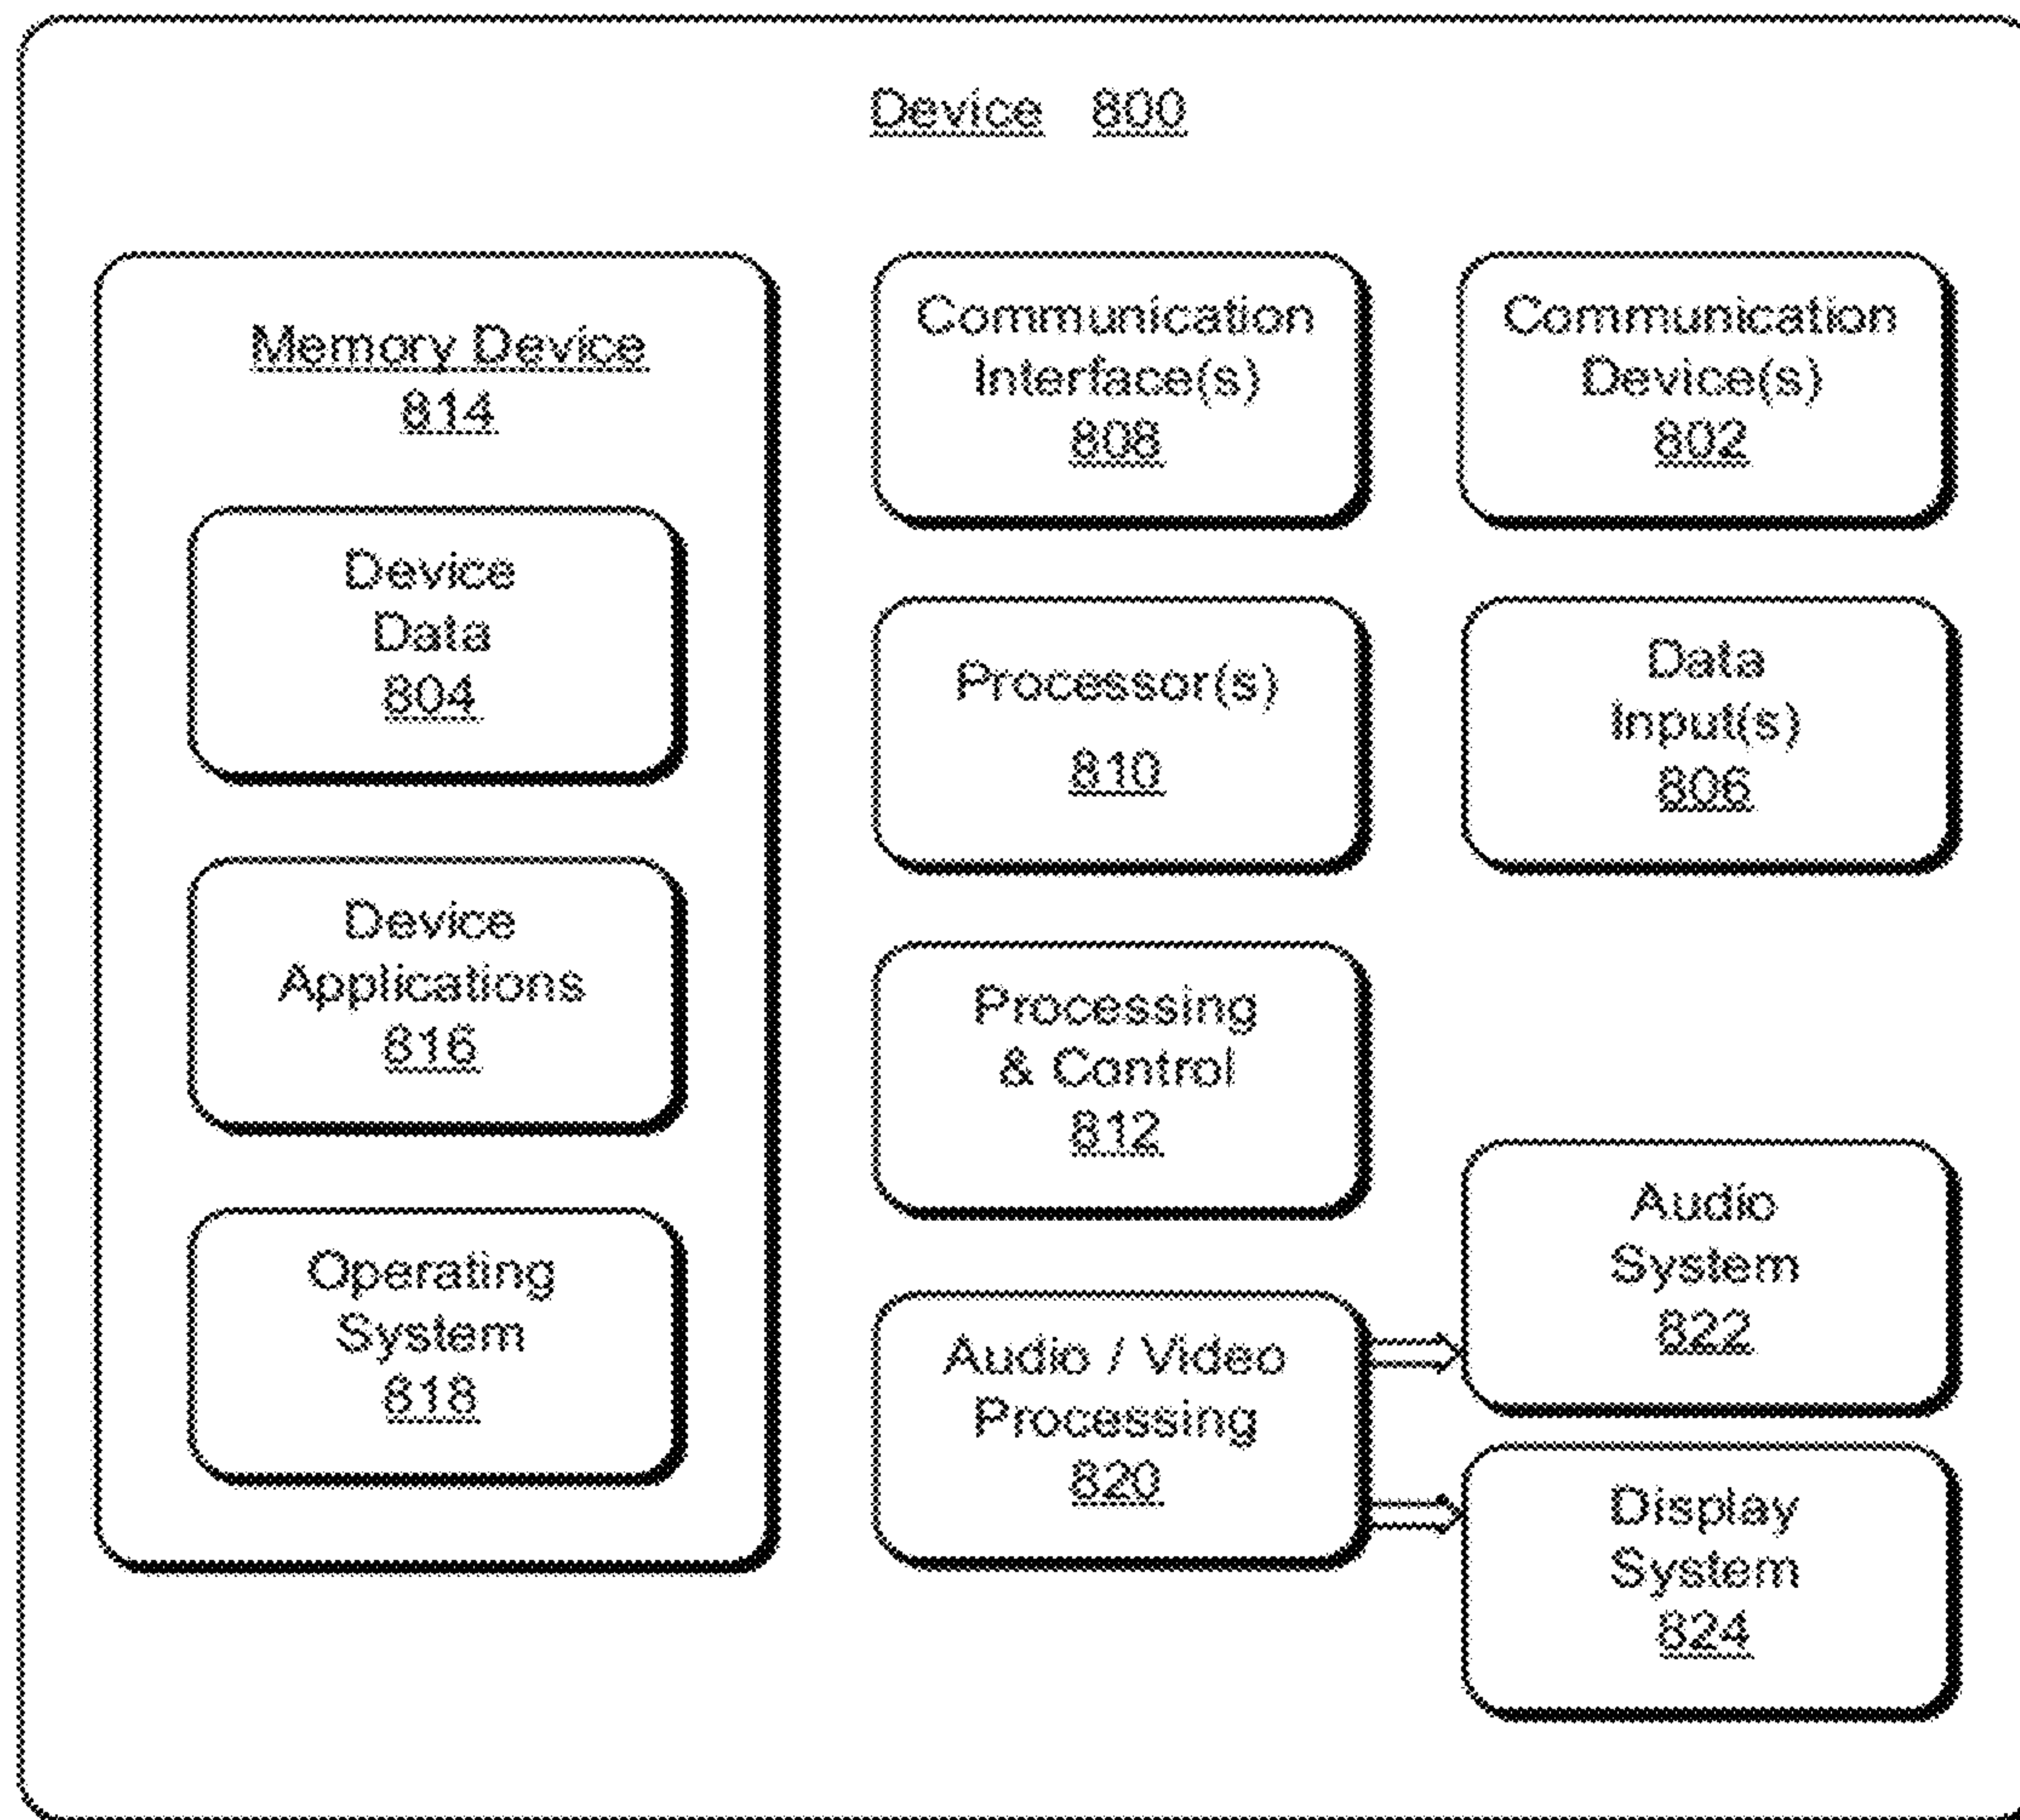 Device 800
Memory Device
814
Device
Data
804
Device
Applications
816
Operating
System
818
Communication
Interface(s)
808
Processor(s)
810
Processing
& Control
812
Audio / Video
Processing
820
Communication
Device(s)
802
Data
Input(s)
806
Audio
System
822
Display
System
824